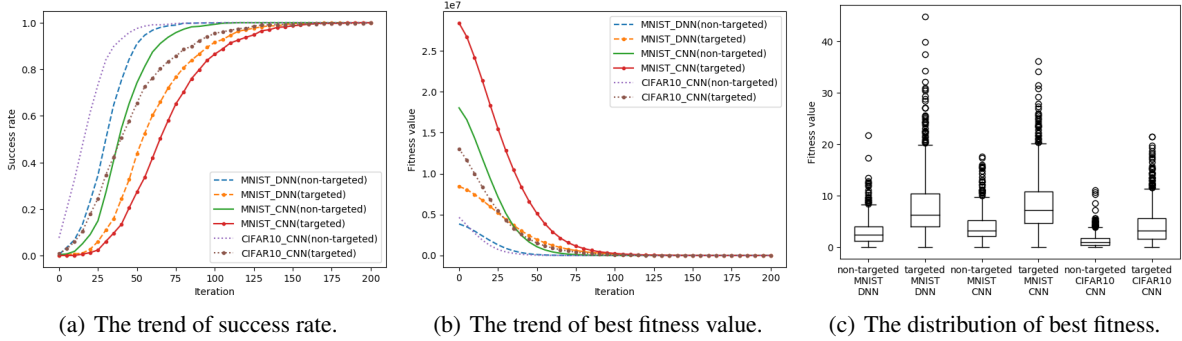 1.0
0.8
0.6
0.4
0.2
0.0
Success rate
0 25 50 75 100 125 150 175 200
Iteration
MNIST_DNN(non-targeted)
MNIST_DNN(targeted)
MNIST_CNN(non-targeted)
MNIST_CNN(targeted)
CIFAR10_CNN(non-targeted)
CIFAR10_CNN(targeted)
(a) The trend of success rate.
1e7
2.5
2.0
1.5
1.0
0.5
0.0
Fitness value
0 25 50 75 100 125 150 175 200
Iteration
MNIST_DNN(non-targeted)
MNIST_DNN(targeted)
MNIST_CNN(non-targeted)
MNIST_CNN(targeted)
CIFAR10_CNN(non-targeted)
CIFAR10_CNN(targeted)
(b) The trend of best fitness value.
40
30
20
10
0
Fitness value
non-targeted targeted non-targeted targeted non-targeted targeted
MNIST MNIST MNIST MNIST CIFAR10 CIFAR10
DNN DNN CNN CNN CNN CNN
(c) The distribution of best fitness.